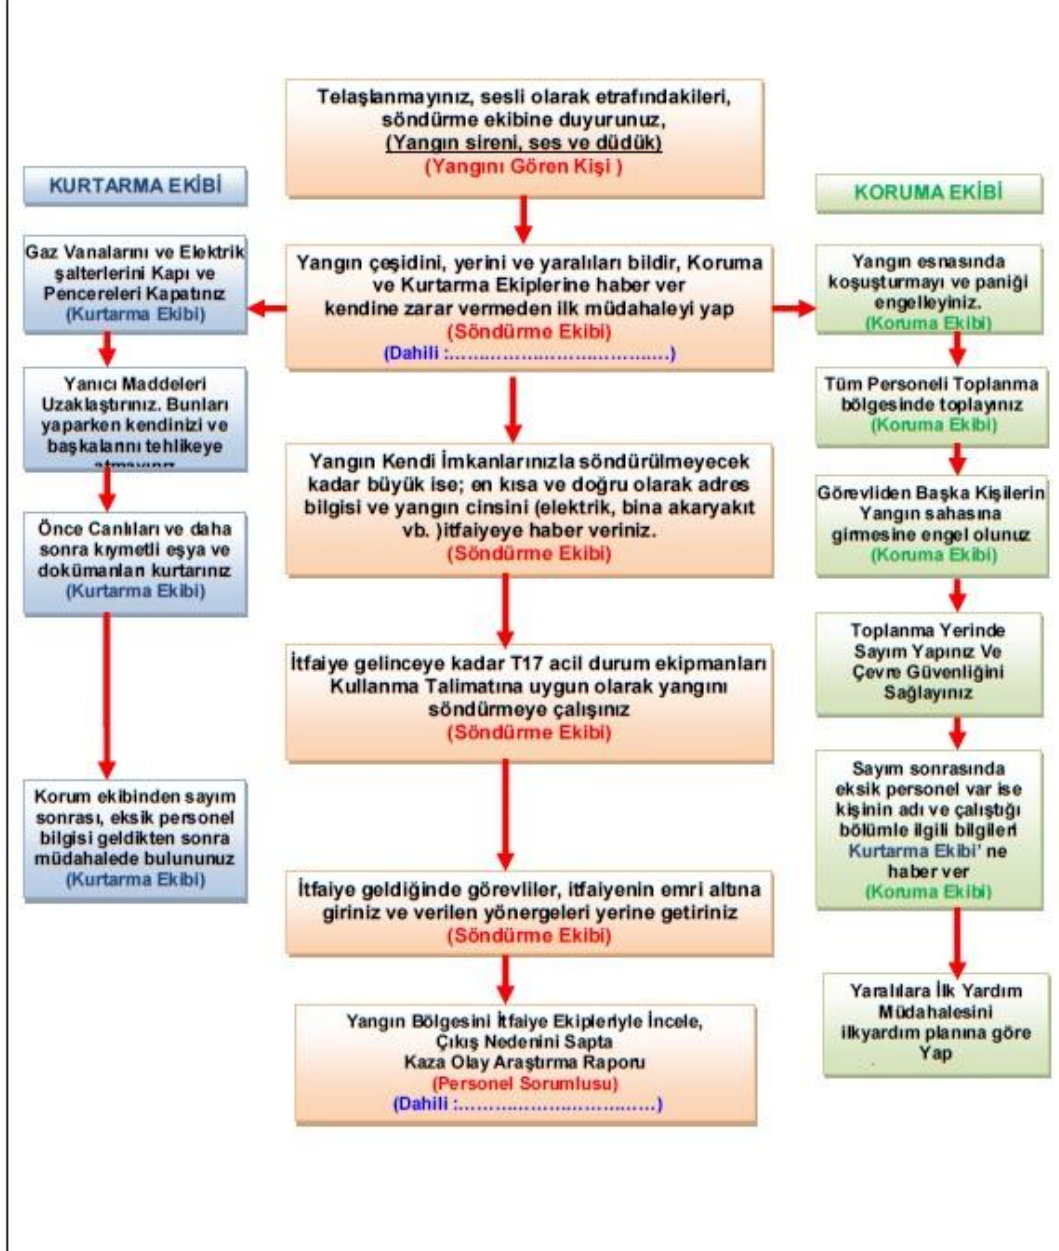 Telaşlanmayınız, sesli olarak etrafındakileri,
söndürme ekibine duyurunuz,
(Yangın sireni, ses ve düdük)
(Yangını Gören Kişi )
Yangın çeşidini, yerini ve yaralıları bildir, Koruma
ve Kurtarma Ekiplerine haber ver
kendine zarar vermeden ilk müdahaleyi yap
(Söndürme Ekibi)
(Dahili :……………………………….)
Yangın Kendi İmkanlarınızla söndürülmeyecek
kadar büyük ise; en kısa ve doğru olarak adres
bilgisi ve yangın cinsini (elektrik, bina akaryakıt
vb. )itfaiyeye haber veriniz.
(Söndürme Ekibi)
İtfaiye gelinceye kadar T17 acil durum ekipmanları
Kullanma Talimatına uygun olarak yangını
söndürmeye çalışınız
(Söndürme Ekibi)
İtfaiye geldiğinde görevliler, itfaiyenin emri altına
giriniz ve verilen yönergeleri yerine getiriniz
(Söndürme Ekibi)
Yangın Bölgesini İtfaiye Ekipleriyle İncele,
Çıkış Nedenini Sapta
Kaza Olay Araştırma Raporu
(Personel Sorumlusu)
(Dahili :……………………………)
KURTARMA EKİBİ
Gaz Vanalarını ve Elektrik
şalterlerini Kapı ve
Pencereleri Kapatınız
(Kurtarma Ekibi)
Yanıcı Maddeleri
Uzaklaştırınız. Bunları
yaparken kendinizi ve
başkalarını tehlikeye
atmayınız
Önce Canlıları ve daha
sonra kıymetli eşya ve
dokümanları kurtarınız
(Kurtarma Ekibi)
Korum ekibinden sayım
sonrası, eksik personel
bilgisi geldikten sonra
müdahalede bulununuz
(Kurtarma Ekibi)
KORUMA EKİBİ
Yangın esnasında
koşuşturmayı ve paniği
engelleyiniz.
(Koruma Ekibi)
Tüm Personeli Toplanma
bölgesinde toplayınız
(Koruma Ekibi)
Görevliden Başka Kişilerin
Yangın sahasına
girmesine engel olunuz
(Koruma Ekibi)
Toplanma Yerinde
Sayım Yapınız Ve
Çevre Güvenliğini
Sağlayınız
Sayım sonrasında
eksik personel var ise
kişinin adı ve çalıştığı
bölümle ilgili bilgileri
Kurtarma Ekibi' ne
haber ver
(Koruma Ekibi)
Yaralılara İlk Yardım
Müdahalesini
ilkyardım planına göre
Yap